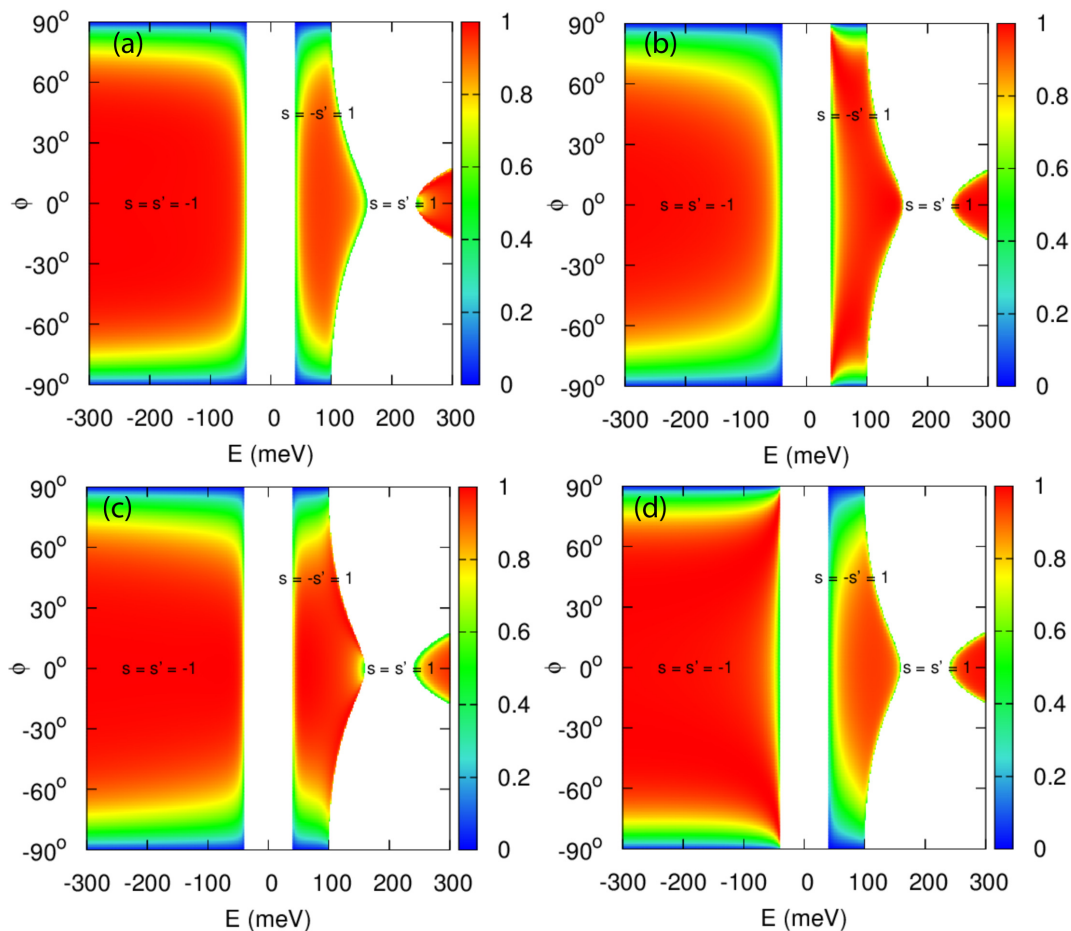 (a)
90°
60°
30°
0°
-30°
-60°
-90°
ϕ
s = -s' = 1
s = s' = -1
s = s' = 1
-300 -200 -100 0 100 200 300
E (meV)
1
0.8
0.6
0.4
0.2
0
(b)
90°
60°
30°
0°
-30°
-60°
-90°
ϕ
s = -s' = 1
s = s' = -1
s = s' = 1
-300 -200 -100 0 100 200 300
E (meV)
1
0.8
0.6
0.4
0.2
0
(c)
90°
60°
30°
0°
-30°
-60°
-90°
ϕ
s = -s' = 1
s = s' = -1
s = s' = 1
-300 -200 -100 0 100 200 300
E (meV)
1
0.8
0.6
0.4
0.2
0
(d)
90°
60°
30°
0°
-30°
-60°
-90°
ϕ
s = -s' = 1
s = s' = -1
s = s' = 1
-300 -200 -100 0 100 200 300
E (meV)
1
0.8
0.6
0.4
0.2
0